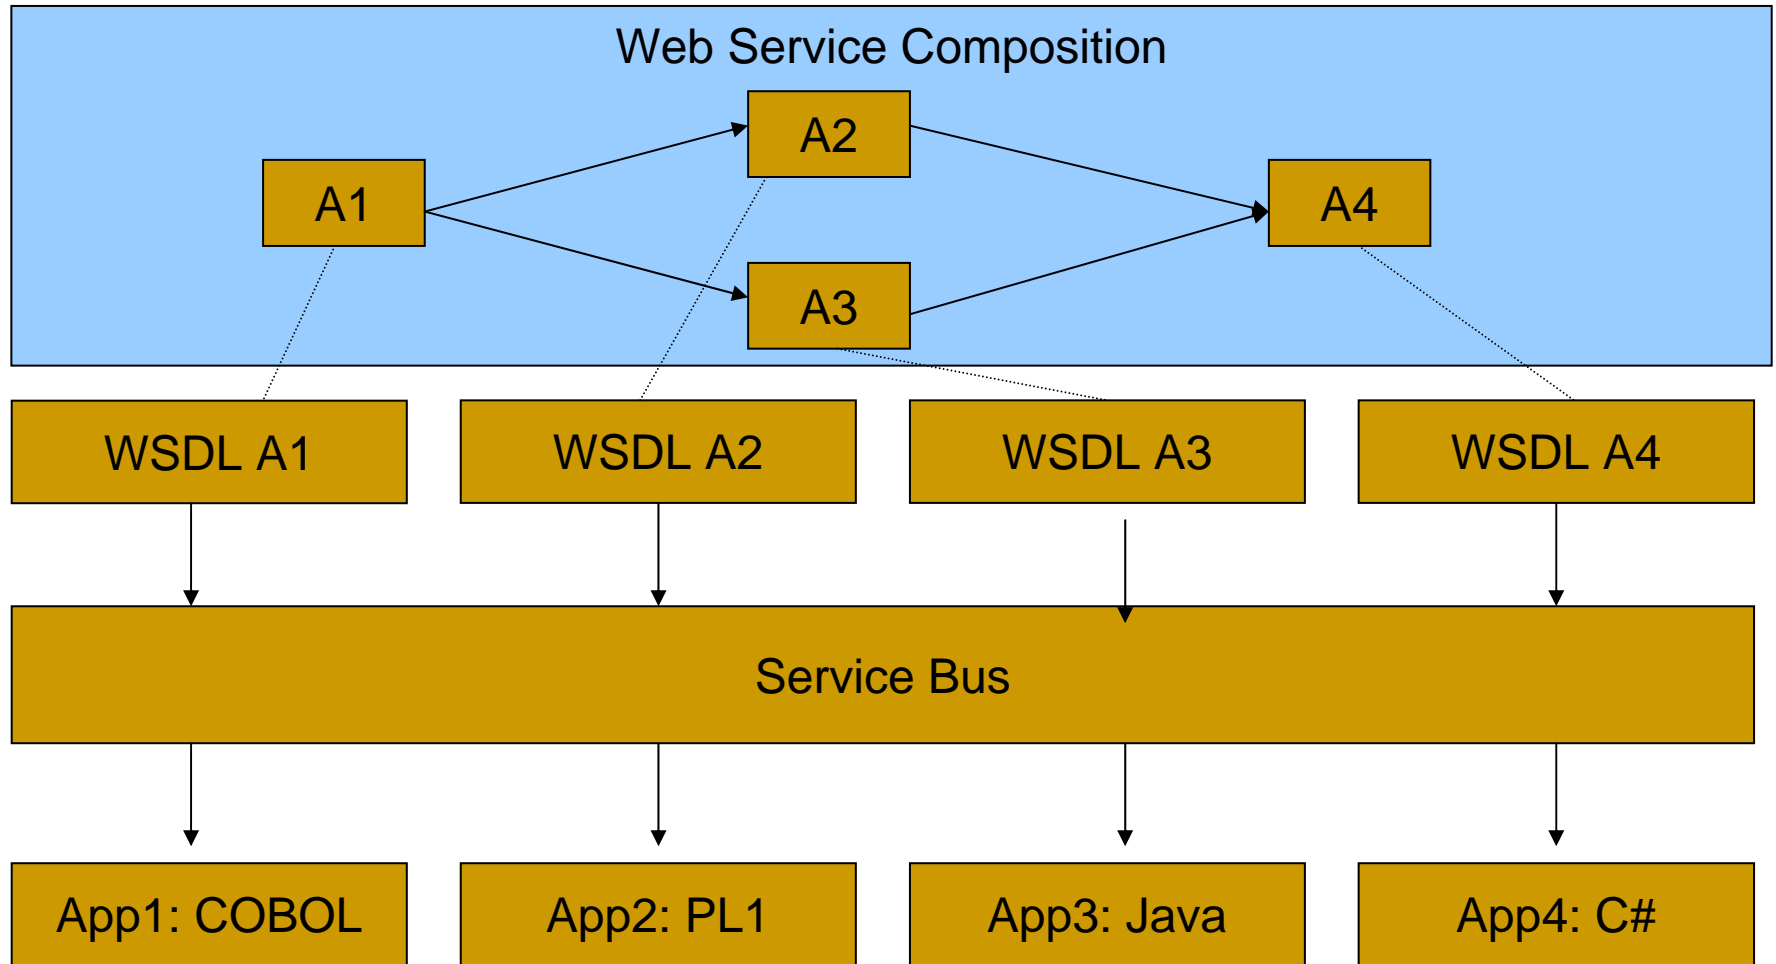 Web Service Composition
A2
A1
A4
A3
WSDL A1
WSDL A2
WSDL A3
WSDL A4
Service Bus
App1: COBOL
App2: PL1
App3: Java
App4: C#